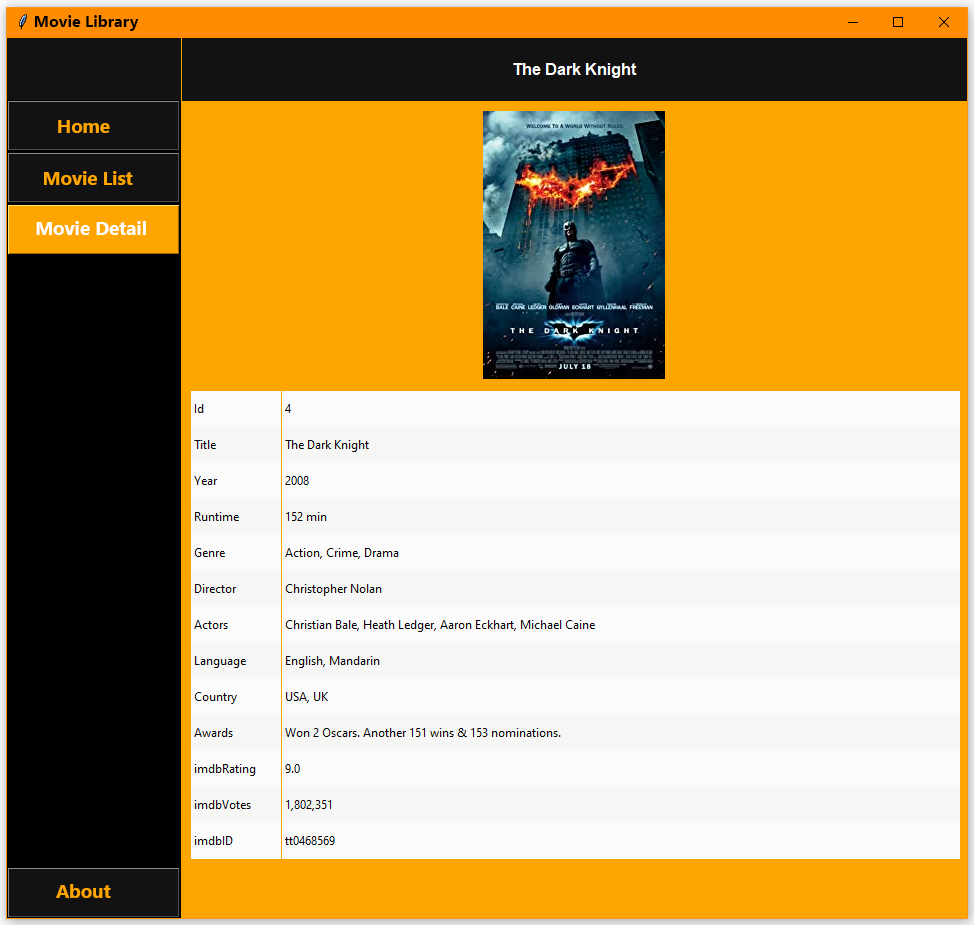 Movie Library
The Dark Knight
Home
Movie List
Movie Detail
About
WELCOME TO A WORLD WITHOUT RULES.
BALE CAINE LEDGER OLDMAN ECKHART GYLLENHAAL FREEMAN
THE DARK KNIGHT
JULY 18
Id 4
Title The Dark Knight
Year 2008
Runtime 152 min
Genre Action, Crime, Drama
Director Christopher Nolan
Actors Christian Bale, Heath Ledger, Aaron Eckhart, Michael Caine
Language English, Mandarin
Country USA, UK
Awards Won 2 Oscars. Another 151 wins & 153 nominations.
imdbRating 9.0
imdbVotes 1,802,351
imdbID tt0468569